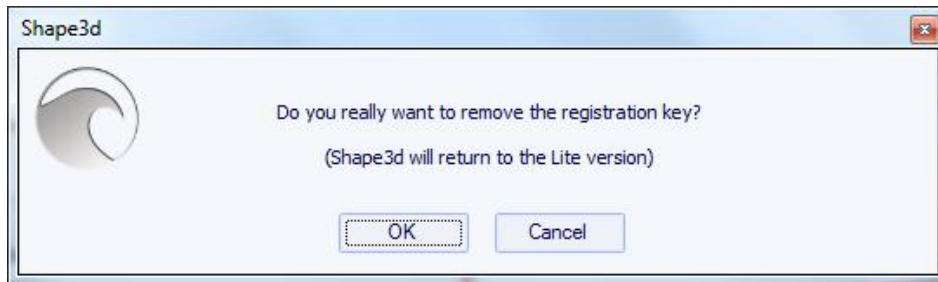 Shape3d
Do you really want to remove the registration key?
(Shape3d will return to the Lite version)
OK
Cancel